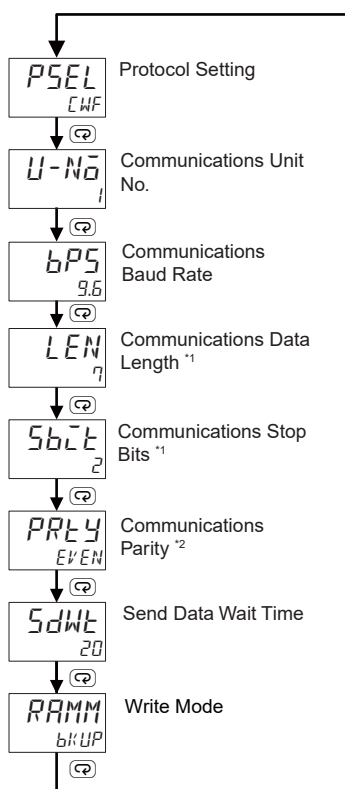 PSEL
CWF
Protocol Setting
U-No
1
Communications Unit
No.
bPS
9.6
Communications
Baud Rate
LEN
7
Communications Data
Length *1
Sbit
2
Communications Stop
Bits *1
PRtY
EVEN
Communications
Parity *2
SdWt
20
Send Data Wait Time
RAMM
bKUP
Write Mode